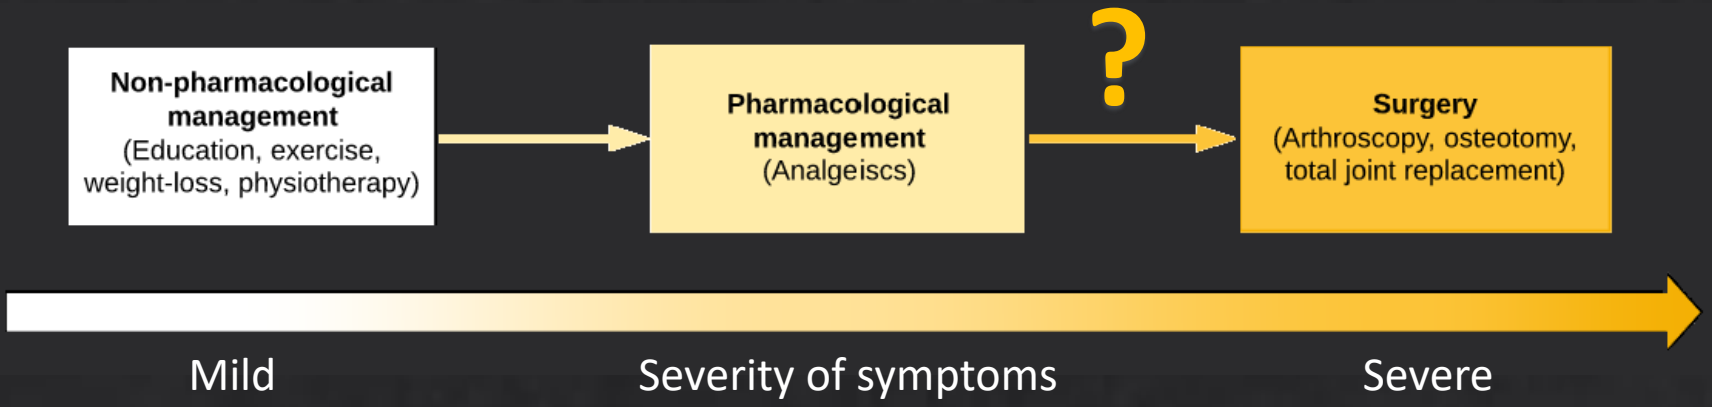 ?
Non-pharmacological
management
(Education, exercise,
weight-loss, physiotherapy)
Pharmacological
management
(Analgeiscs)
Surgery
(Arthroscopy, osteotomy,
total joint replacement)
Mild
Severity of symptoms
Severe